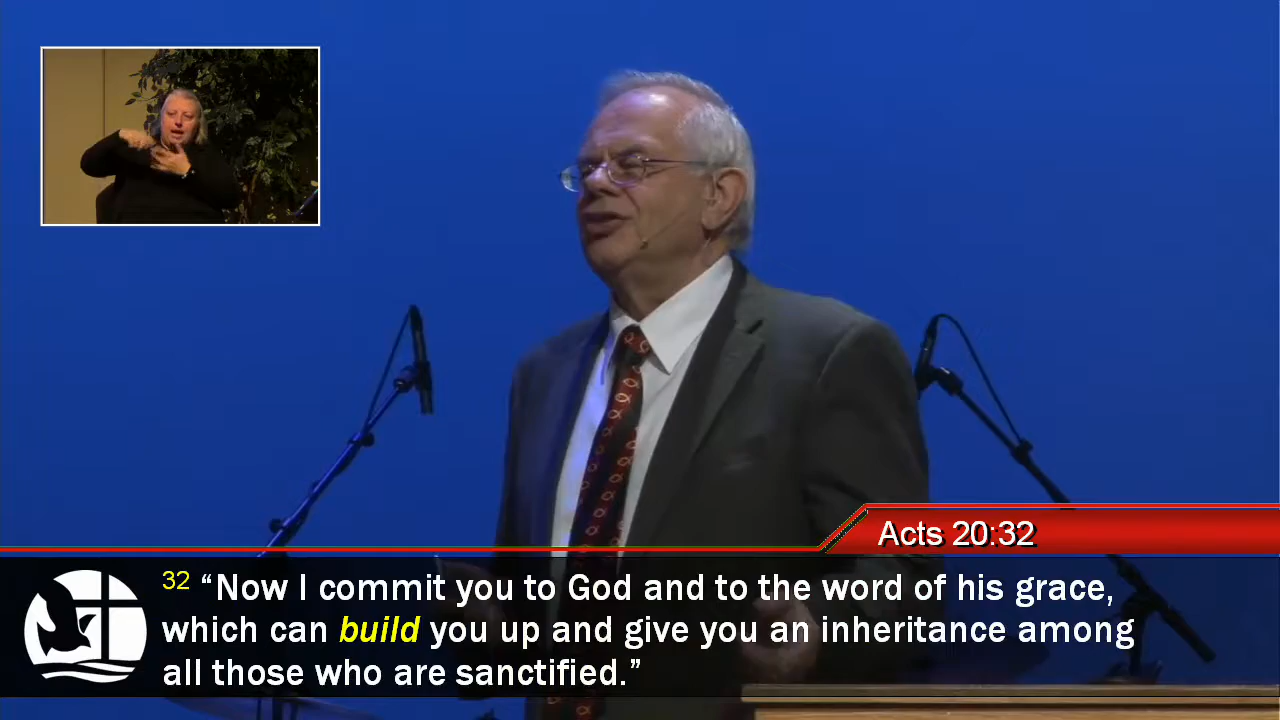 Acts 20:32
32 “Now I commit you to God and to the word of his grace,
which can build you up and give you an inheritance among
all those who are sanctified.”